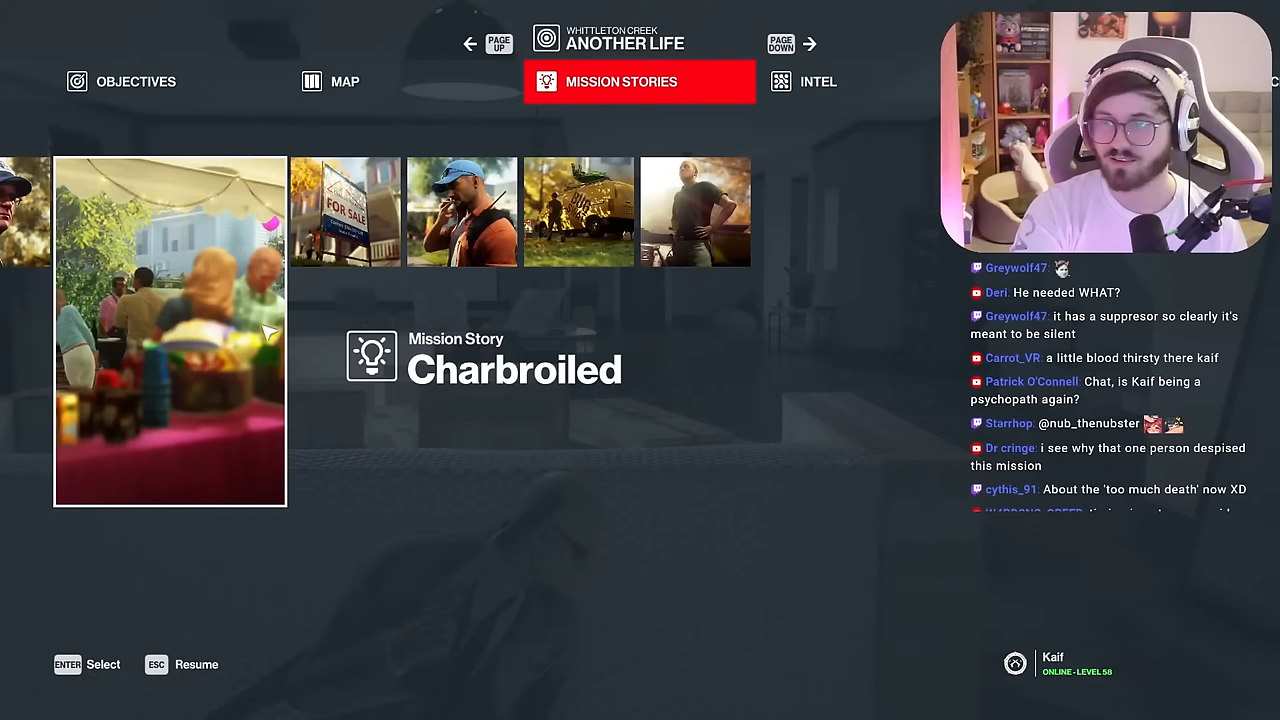 PAGE UP
WHITTLETON CREEK
ANOTHER LIFE
PAGE DOWN
OBJECTIVES
MAP
MISSION STORIES
INTEL
FOR SALE
Mission Story
Charbroiled
Greywolf47:
Deri: He needed WHAT?
Greywolf47: it has a suppresor so clearly it's
meant to be silent
Carrot_VR: a little blood thirsty there kaif
Patrick O'Connell: Chat, is Kaif being a
psychopath again?
Starrhop: @nub_thenubster
Dr cringe: i see why that one person despised
this mission
cythis_91: About the 'too much death' now XD
ENTER Select
ESC Resume
Kaif
ONLINE - LEVEL 58